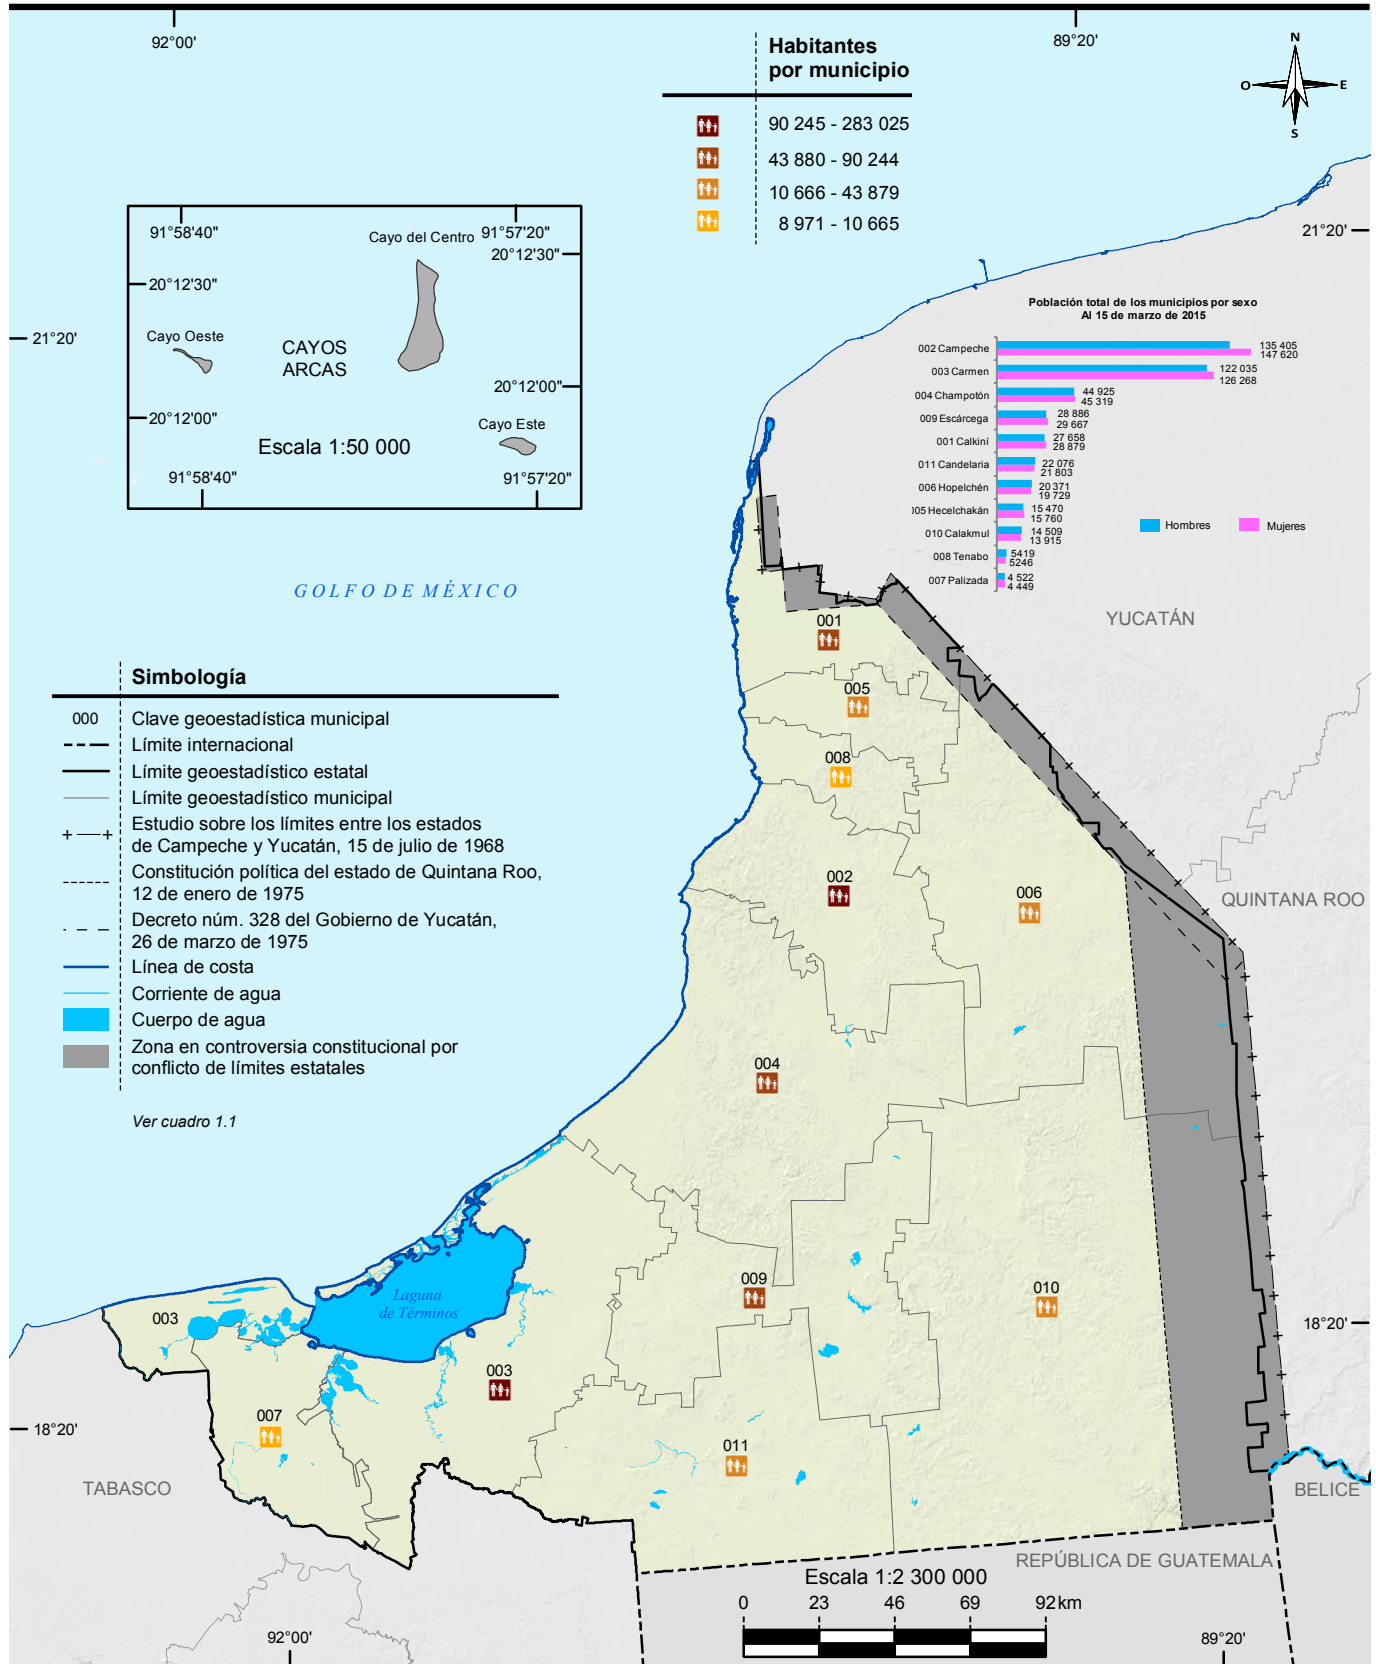 92°00'
89°20'
Habitantes
por municipio
90 245 - 283 025
43 880 - 90 244
10 666 - 43 879
8 971 - 10 665
N
O
E
S
21°20'
21°20'
91°58'40"
Cayo del Centro
91°57'20"
20°12'30"
20°12'30"
Cayo Oeste
CAYOS
ARCAS
20°12'00"
20°12'00"
Cayo Este
Escala 1:50 000
91°58'40"
91°57'20"
Población total de los municipios por sexo
Al 15 de marzo de 2015
002 Campeche
135 405
147 620
003 Carmen
122 035
126 268
004 Champotón
44 925
45 319
009 Escárcega
28 886
29 667
001 Calkiní
27 658
28 879
011 Candelaria
22 076
21 803
006 Hopelchén
20 371
19 729
005 Hecelchakán
15 470
15 760
010 Calakmul
14 509
13 915
008 Tenabo
5419
5246
007 Palizada
4 522
4 449
Hombres
Mujeres
GOLFO DE MÉXICO
YUCATÁN
QUINTANA ROO
Simbología
000 Clave geoestadística municipal
Límite internacional
Límite geoestadístico estatal
Límite geoestadístico municipal
Estudio sobre los límites entre los estados
de Campeche y Yucatán, 15 de julio de 1968
Constitución política del estado de Quintana Roo,
12 de enero de 1975
Decreto núm. 328 del Gobierno de Yucatán,
26 de marzo de 1975
Línea de costa
Corriente de agua
Cuerpo de agua
Zona en controversia constitucional por
conflicto de límites estatales
Ver cuadro 1.1
001
005
008
002
006
004
009
010
003
Laguna
de Términos
003
007
011
18°20'
18°20'
TABASCO
BELICE
REPÚBLICA DE GUATEMALA
Escala 1:2 300 000
0 23 46 69 92 km
92°00'
89°20'